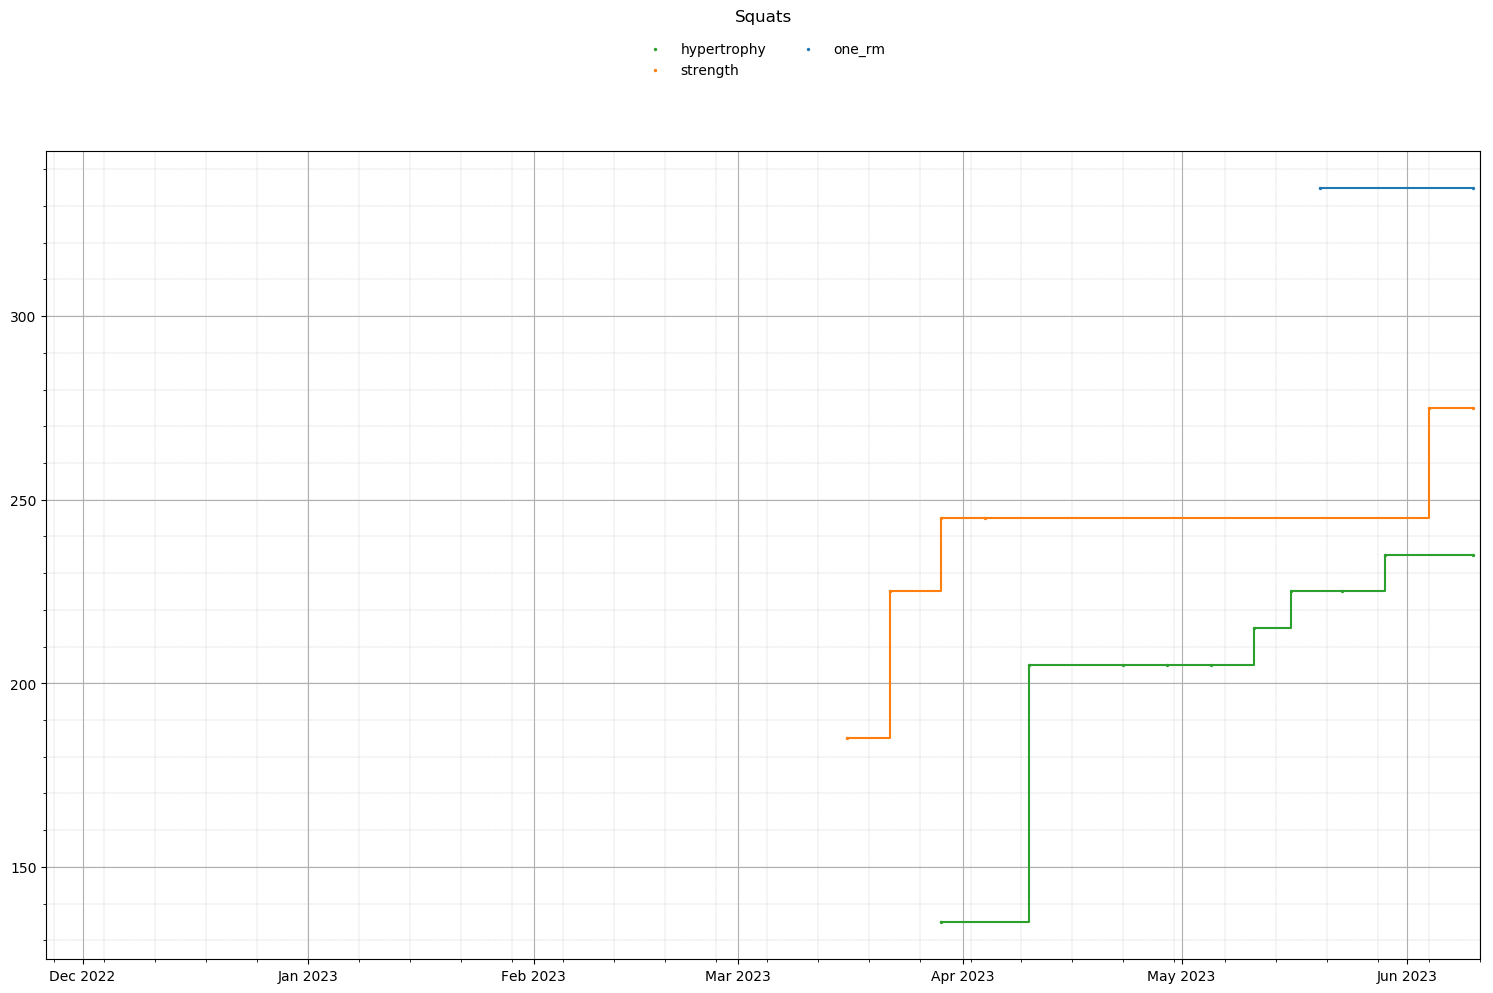 Squats
hypertrophy
one_rm
strength
300
250
200
150
Dec 2022
Jan 2023
Feb 2023
Mar 2023
Apr 2023
May 2023
Jun 2023